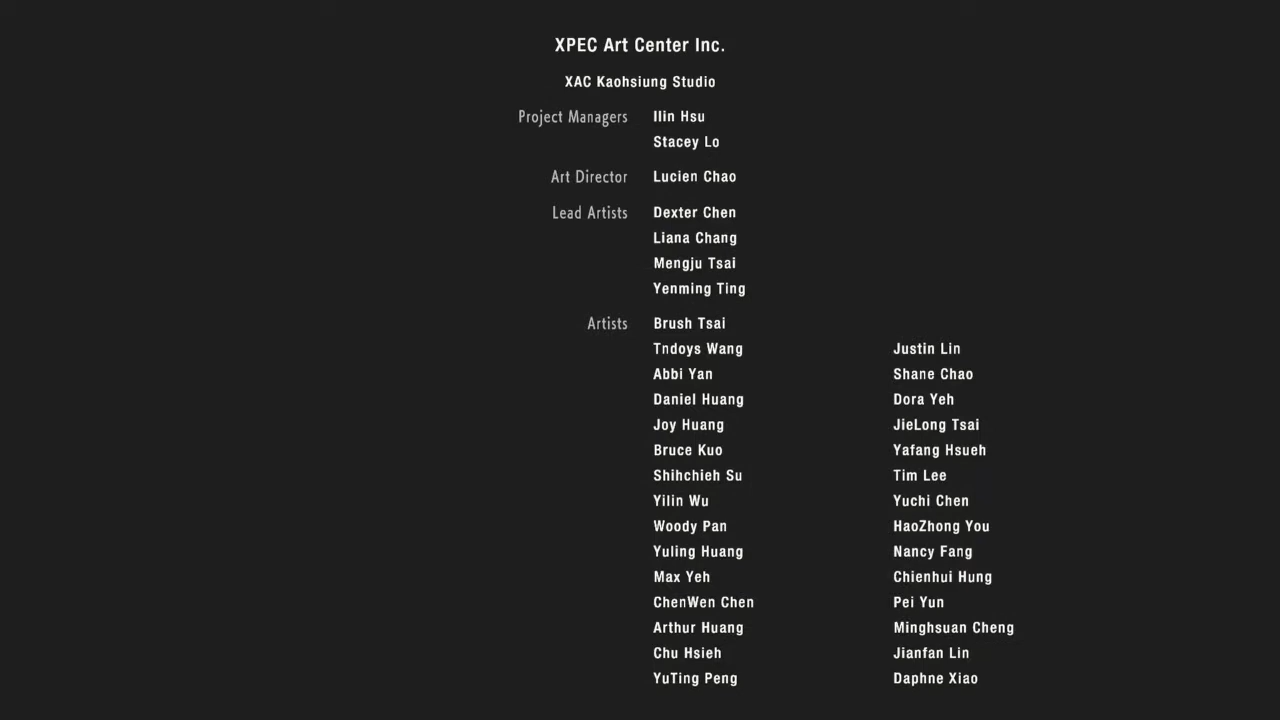 XPEC Art Center Inc.
XAC Kaohsiung Studio
Project Managers Ilin Hsu
Stacey Lo
Art Director Lucien Chao
Lead Artists Dexter Chen
Liana Chang
Mengju Tsai
Yenming Ting
Artists Brush Tsai
Tndoys Wang Justin Lin
Abbi Yan Shane Chao
Daniel Huang Dora Yeh
Joy Huang JieLong Tsai
Bruce Kuo Yafang Hsueh
Shihchieh Su Tim Lee
Yilin Wu Yuchi Chen
Woody Pan HaoZhong You
Yuling Huang Nancy Fang
Max Yeh Chienhui Hung
ChenWen Chen Pei Yun
Arthur Huang Minghsuan Cheng
Chu Hsieh Jianfan Lin
YuTing Peng Daphne Xiao